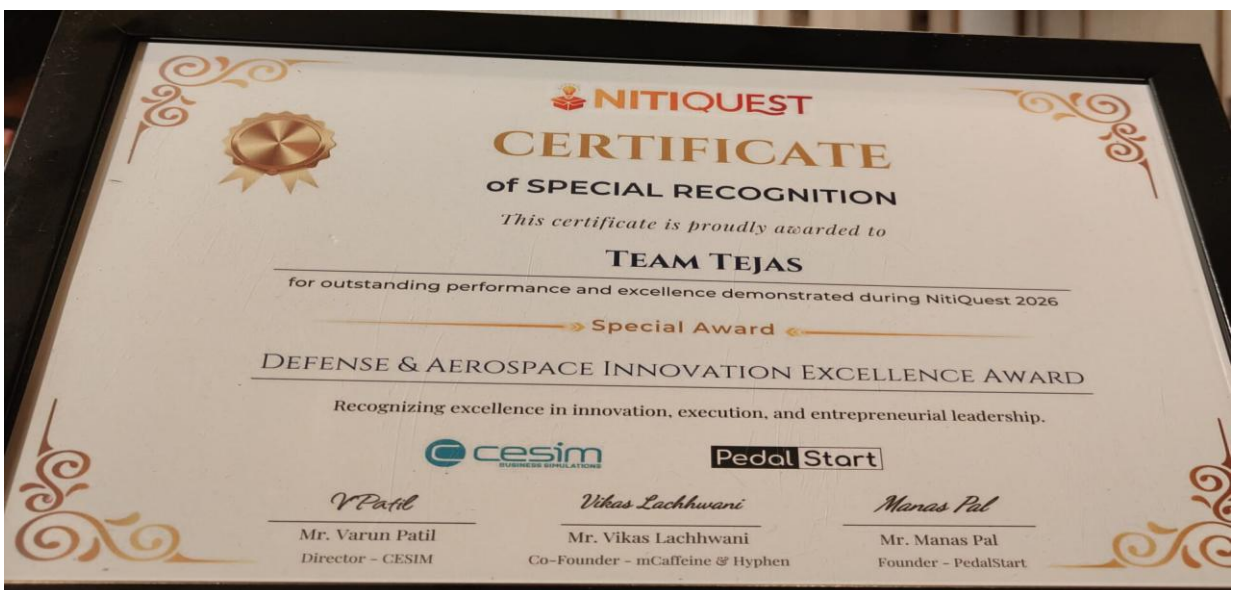 NITIQUEST
CERTIFICATE
of SPECIAL RECOGNITION
This certificate is proudly awarded to
TEAM TEJAS
for outstanding performance and excellence demonstrated during NitiQuest 2026
Special Award
DEFENSE & AEROSPACE INNOVATION EXCELLENCE AWARD
Recognizing excellence in innovation, execution, and entrepreneurial leadership.
cesim
BUSINESS SIMULATIONS
Pedal Start
V Patil
Vikas Lachhwani
Manas Pal
Mr. Varun Patil
Mr. Vikas Lachhwani
Mr. Manas Pal
Director – CESIM
Co-Founder – mCaffeine & Hyphen
Founder – PedalStart